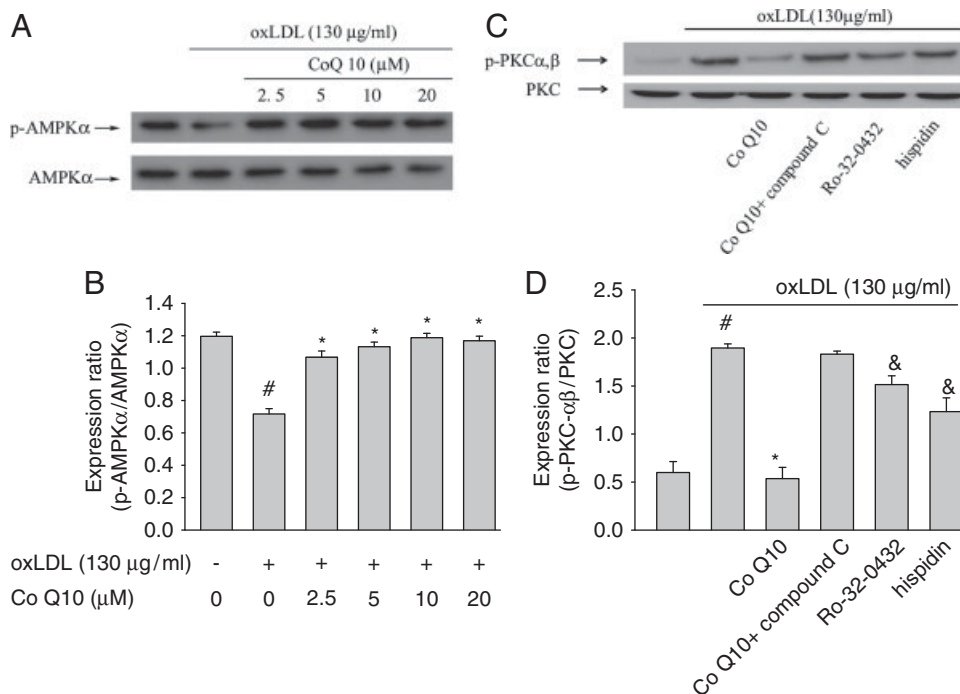 A
oxLDL (130 μg/ml)
CoQ 10 (μM)
2. 5 5 10 20
p-AMPKα
AMPKα
C
oxLDL(130μg/ml)
p-PKCα,β
PKC
Co Q10
Co Q10+ compound C
Ro-32-0432
hispidin
B
Expression ratio
(p-AMPKα/AMPKα)
1.4
1.2
1.0
0.8
0.6
0.4
0.2
0.0
#
*
*
*
*
oxLDL (130 μg/ml) - + + + + +
Co Q10 (μM) 0 0 2.5 5 10 20
D
oxLDL (130 μg/ml)
Expression ratio
(p-PKC-αβ/PKC)
2.5
2.0
1.5
1.0
0.5
0.0
#
*
&
&
Co Q10
Co Q10+ compound C
Ro-32-0432
hispidin